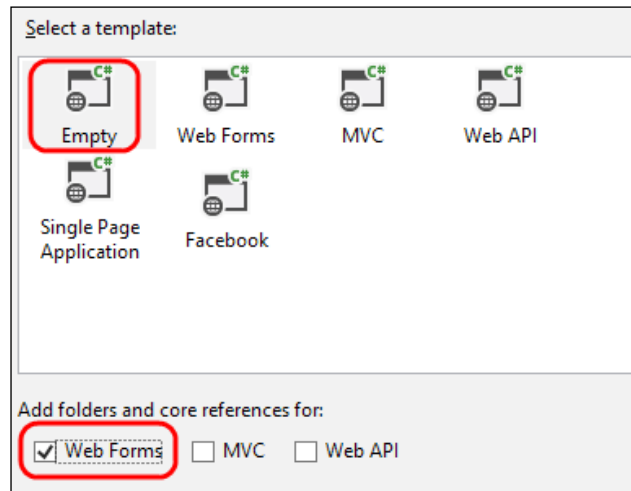 Select a template:
C# C# C# C#
Empty Web Forms MVC Web API
C# C#
Single Page
Application Facebook
Add folders and core references for:
Web Forms MVC Web API